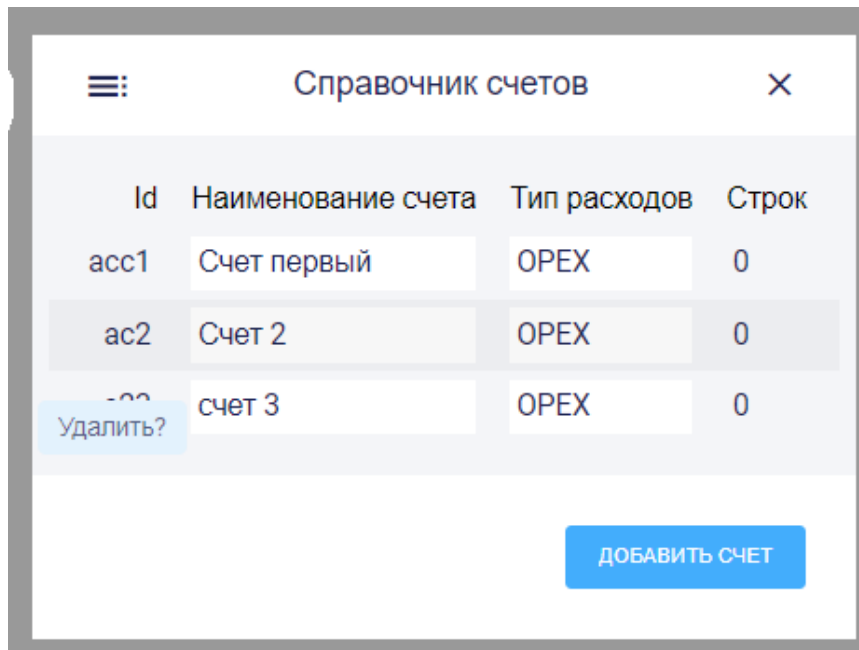 Справочник счетов
Id Наименование счета Тип расходов Строк
acc1 Счет первый OPEX 0
ac2 Счет 2 OPEX 0
счет 3 OPEX 0
Удалить?
ДОБАВИТЬ СЧЕТ